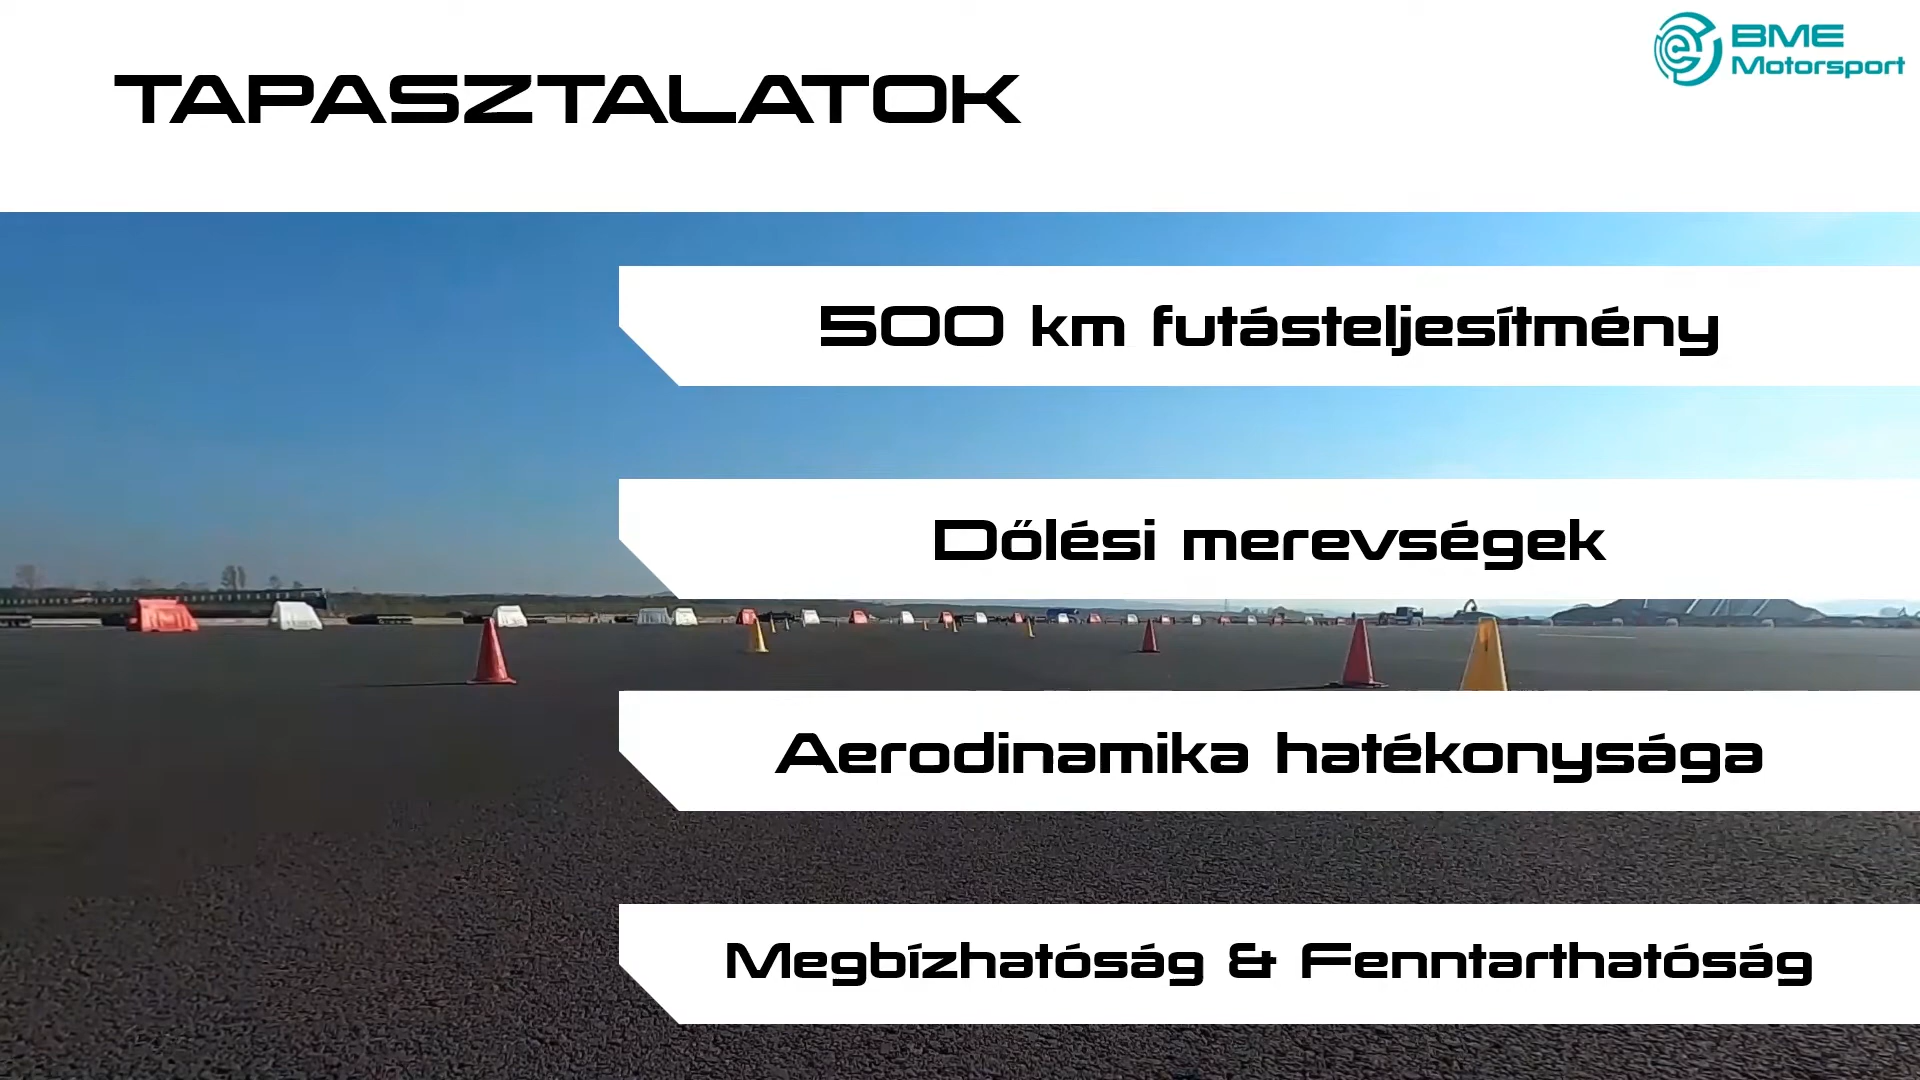 TAPASZTALATOK
BME
Motorsport
500 km futásteljesítmény
Dőlési merevségek
Aerodinamika hatékonysága
Megbízhatóság & Fenntarthatóság